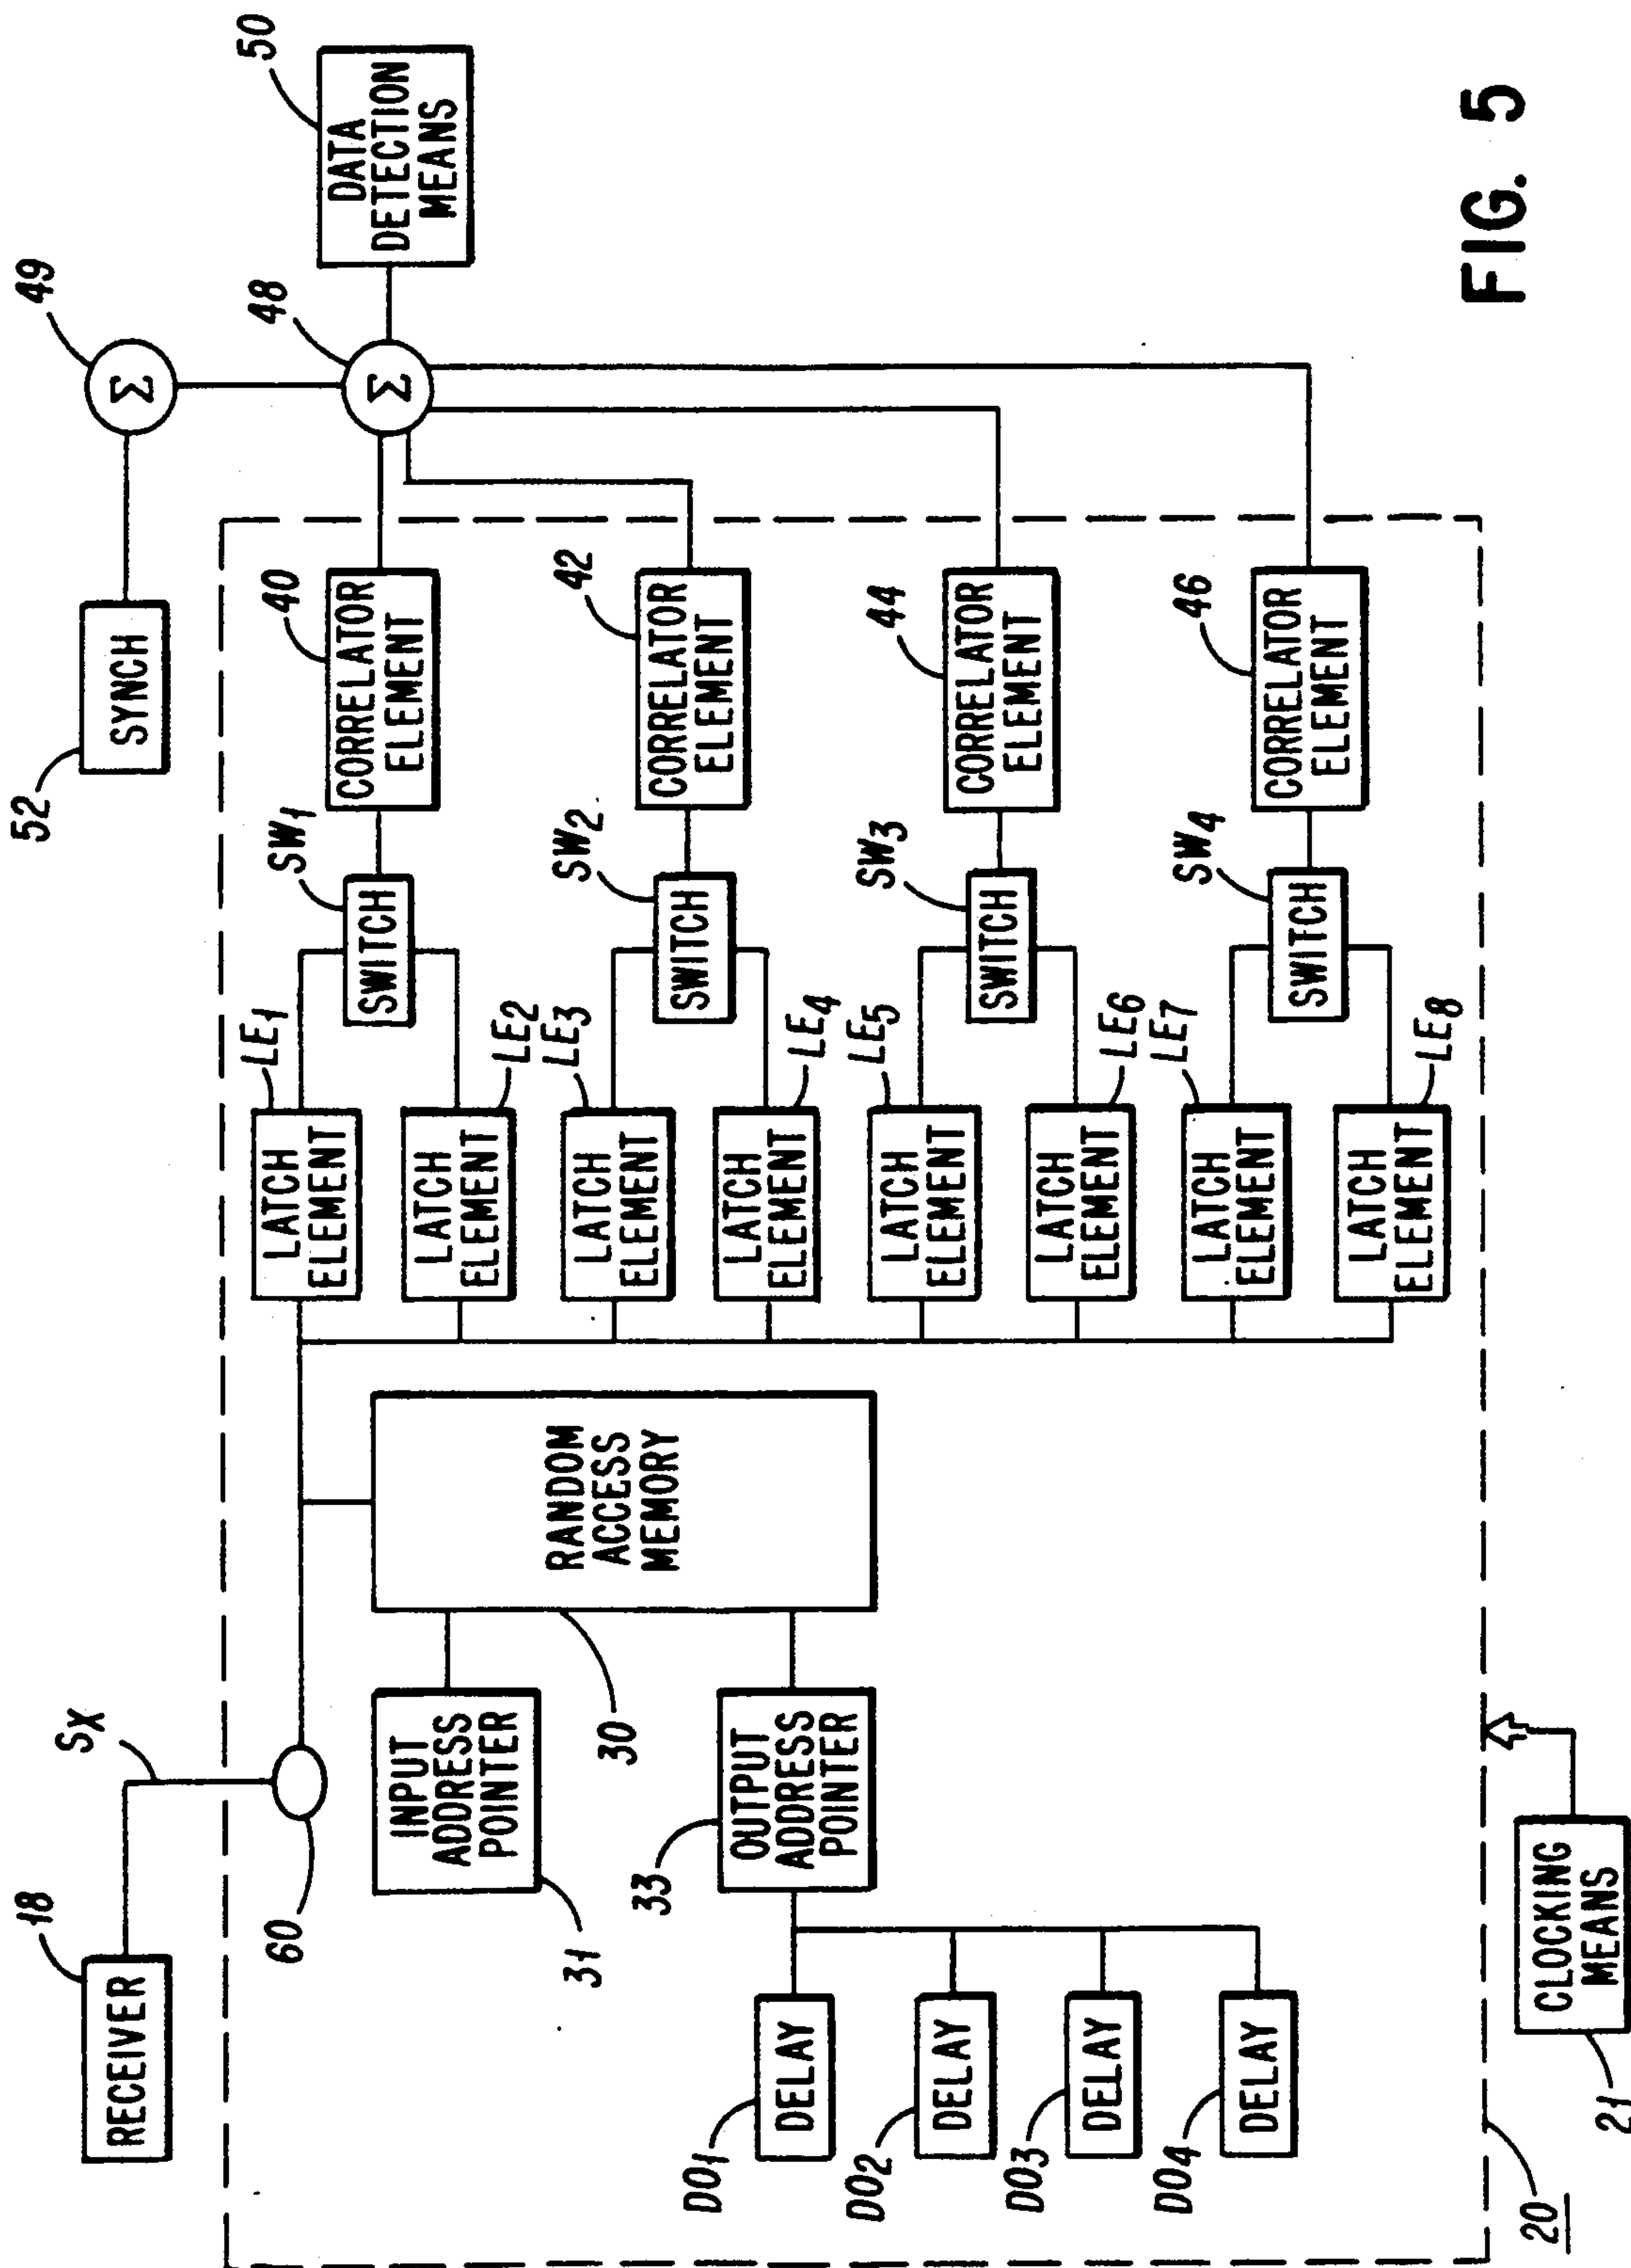 18
RECEIVER
SX
60
52
SYNCH
49
Σ
48
Σ
50
DATA
DETECTION
MEANS
LE1
LATCH
ELEMENT
SW1
SWITCH
40
CORRELATOR
ELEMENT
LE2
LATCH
ELEMENT
INPUT
ADDRESS
POINTER
31
RANDOM
ACCESS
MEMORY
30
LE3
LATCH
ELEMENT
SW2
SWITCH
42
CORRELATOR
ELEMENT
LE4
LATCH
ELEMENT
33
OUTPUT
ADDRESS
POINTER
LE5
LATCH
ELEMENT
SW3
SWITCH
44
CORRELATOR
ELEMENT
LE6
LATCH
ELEMENT
DO1
DELAY
DO2
DELAY
DO3
DELAY
DO4
DELAY
LE7
LATCH
ELEMENT
SW4
SWITCH
46
CORRELATOR
ELEMENT
LE8
LATCH
ELEMENT
20
21
CLOCKING
MEANS
FIG. 5